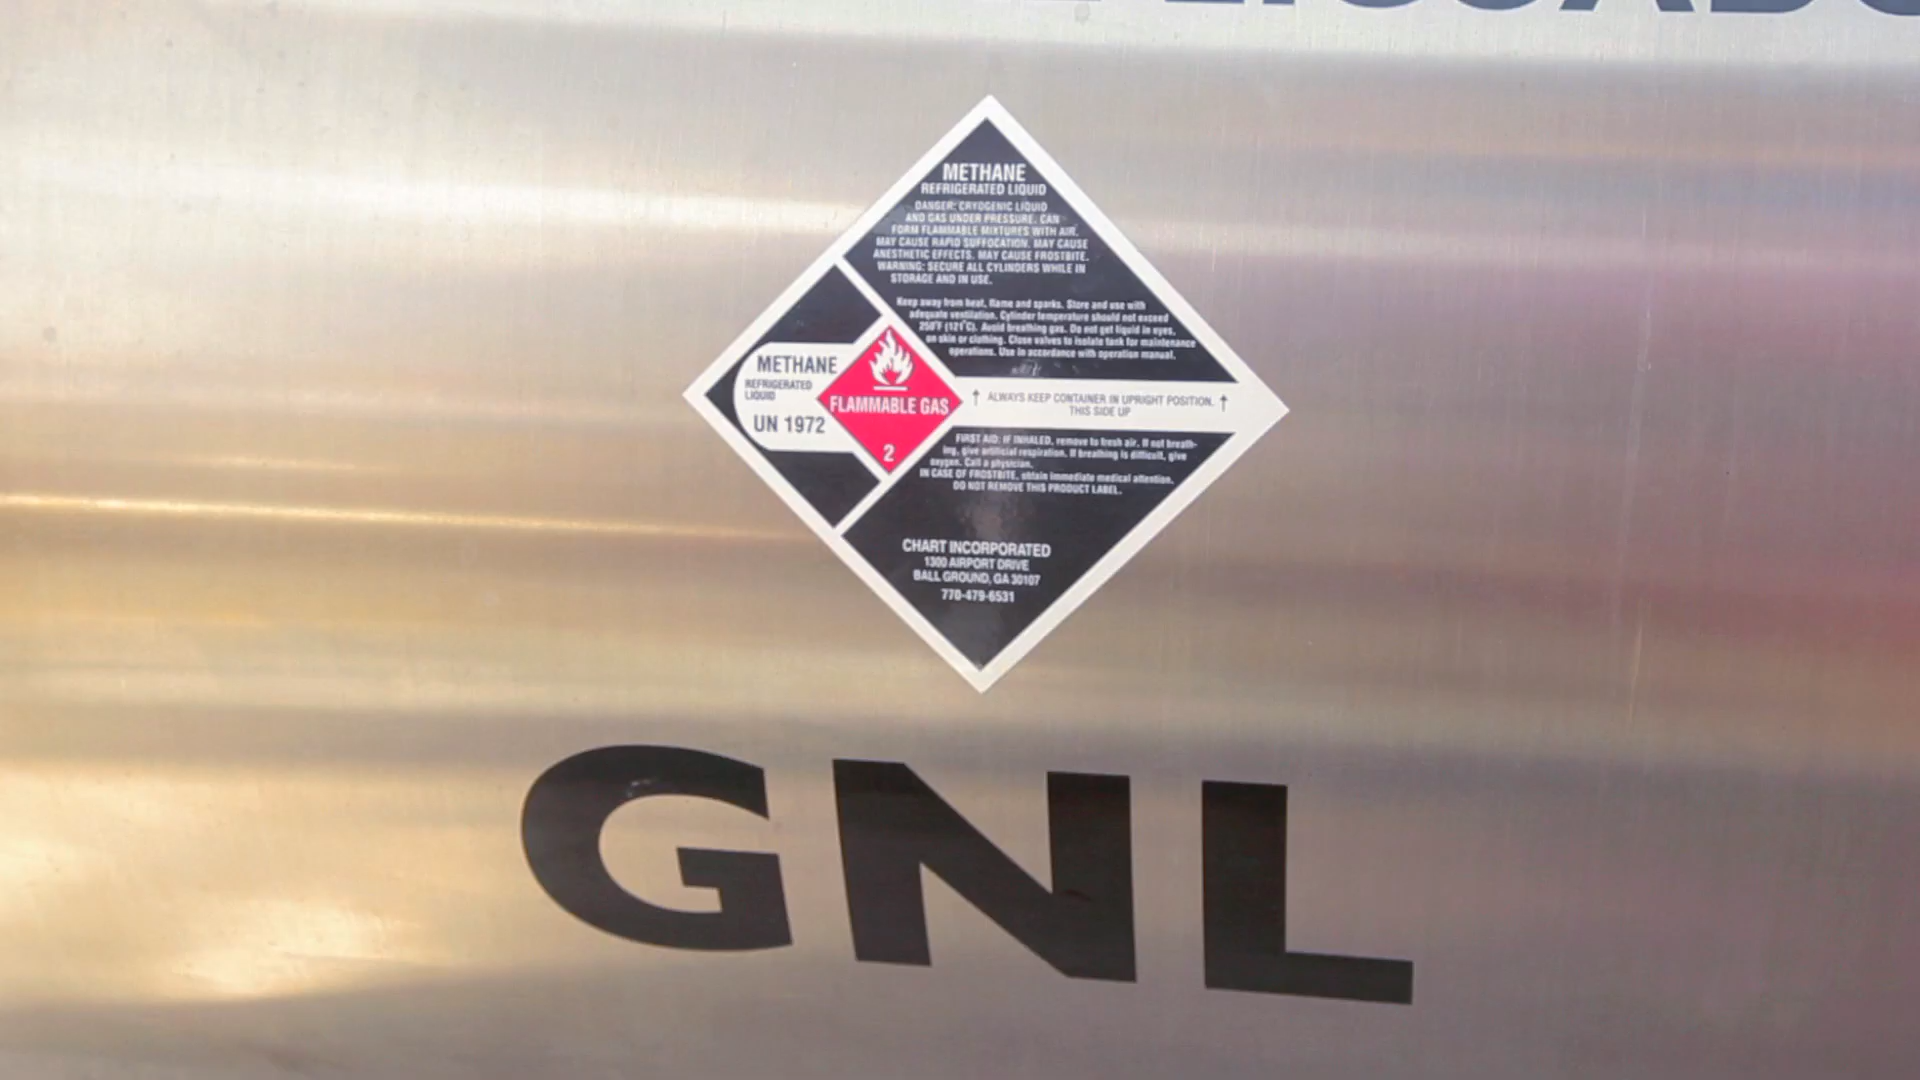 METHANE
REFRIGERATED LIQUID
DANGER: CRYOGENIC LIQUID
AND GAS UNDER PRESSURE. CAN
FORM FLAMMABLE MIXTURES WITH AIR.
MAY CAUSE RAPID SUFFOCATION. MAY CAUSE
ANESTHETIC EFFECTS. MAY CAUSE FROSTBITE.
WARNING: SECURE ALL CYLINDERS WHILE IN
STORAGE AND IN USE.
Keep away from heat, flame and sparks. Store and use with
adequate ventilation. Cylinder temperature should not exceed
250°F (121°C). Avoid breathing gas. Do not get liquid in eyes,
on skin or clothing. Close valves to isolate tank for maintenance
operations. Use in accordance with operation manual.
METHANE
REFRIGERATED
LIQUID
UN 1972
FLAMMABLE GAS
2
↑ ALWAYS KEEP CONTAINER IN UPRIGHT POSITION. ↑
THIS SIDE UP
FIRST AID: IF INHALED, remove to fresh air. If not breath-
ing, give artificial respiration. If breathing is difficult, give
oxygen. Call a physician.
IN CASE OF FROSTBITE, obtain immediate medical attention.
DO NOT REMOVE THIS PRODUCT LABEL.
CHART INCORPORATED
1300 AIRPORT DRIVE
BALL GROUND, GA 30107
770-479-6531
GNL